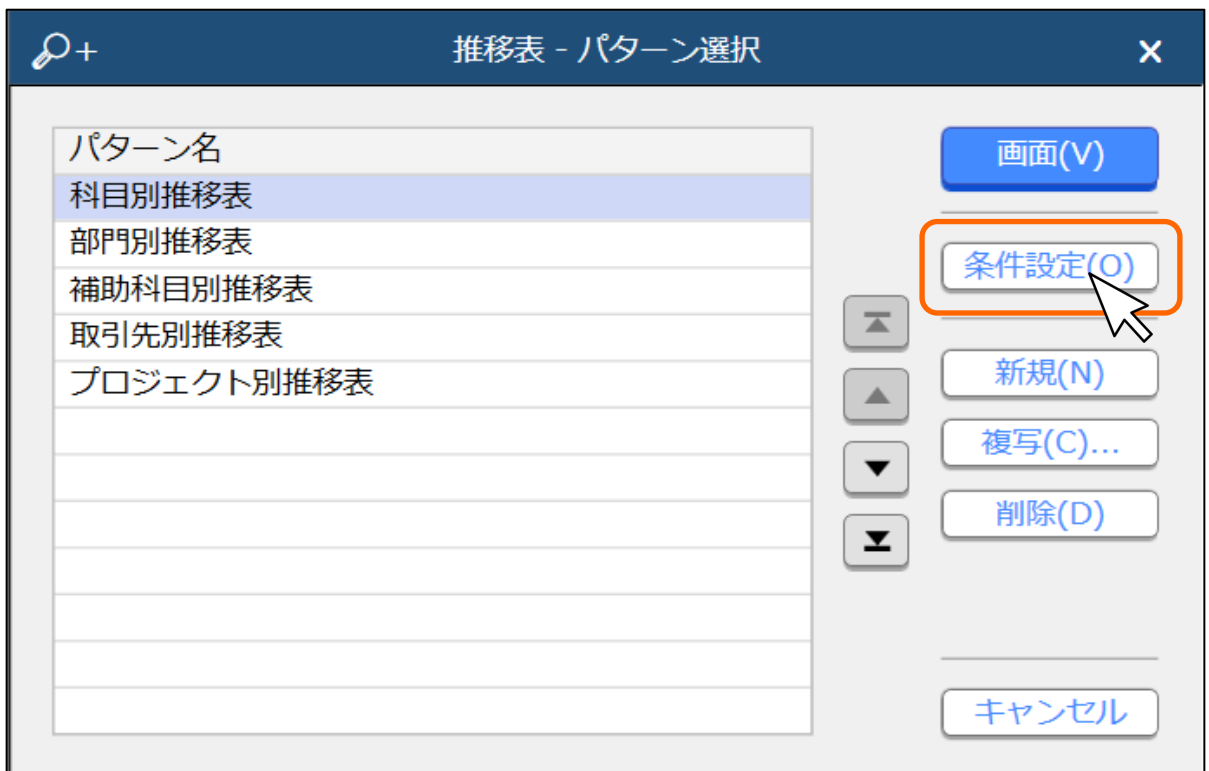 推移表 - パターン選択
パターン名
科目別推移表
部門別推移表
補助科目別推移表
取引先別推移表
プロジェクト別推移表
画面(V)
条件設定(O)
新規(N)
複写(C)...
削除(D)
キャンセル